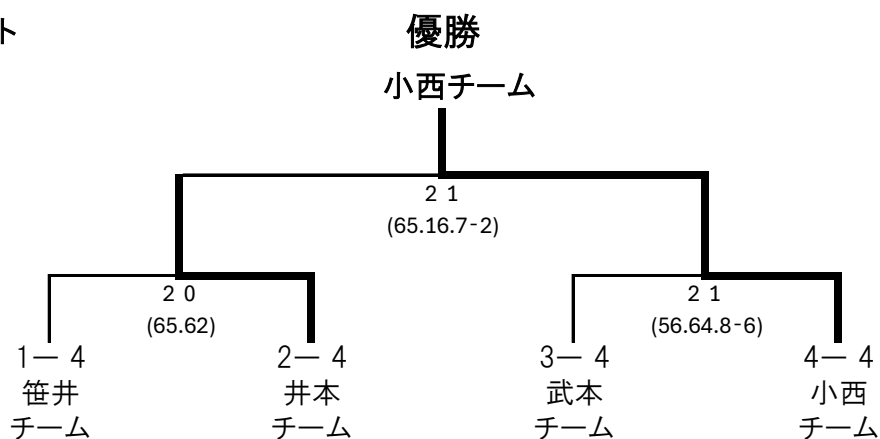 ト
優勝
小西チーム
2 1
(65.16.7-2)
2 0
(65.62)
2 1
(56.64.8-6)
1― 4
笹井
チーム
2― 4
井本
チーム
3― 4
武本
チーム
4― 4
小西
チーム